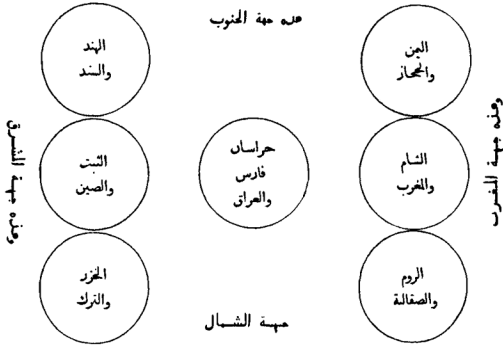 هذه جهة الجنوب
اليمن
والحجاز
الهند
والسند
وهذه جهة المغرب
الشام
والمغرب
خراسان
فارس
والعراق
التبت
والصين
وهذه جهة المشرق
الروم
والصقالبة
الخزر
والترك
جهة الشمال